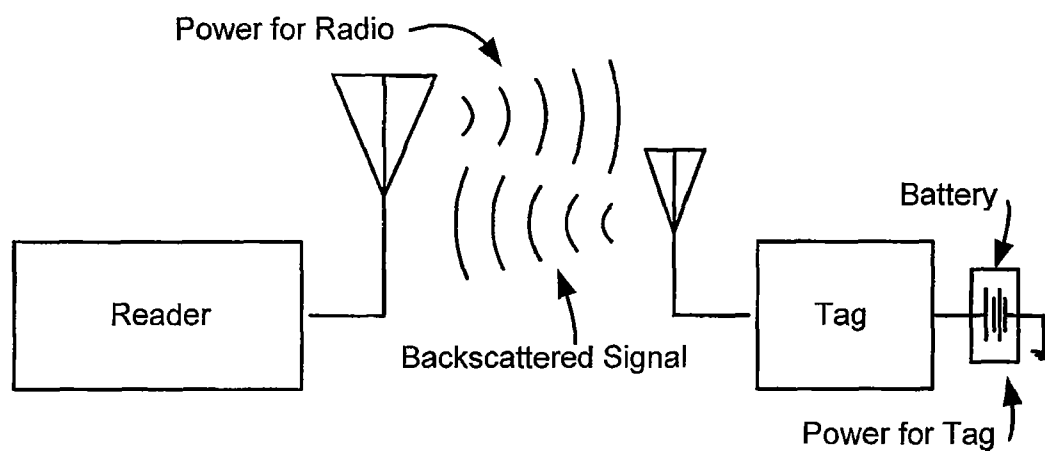 Power for Radio
Battery
Reader
Tag
Backscattered Signal
Power for Tag